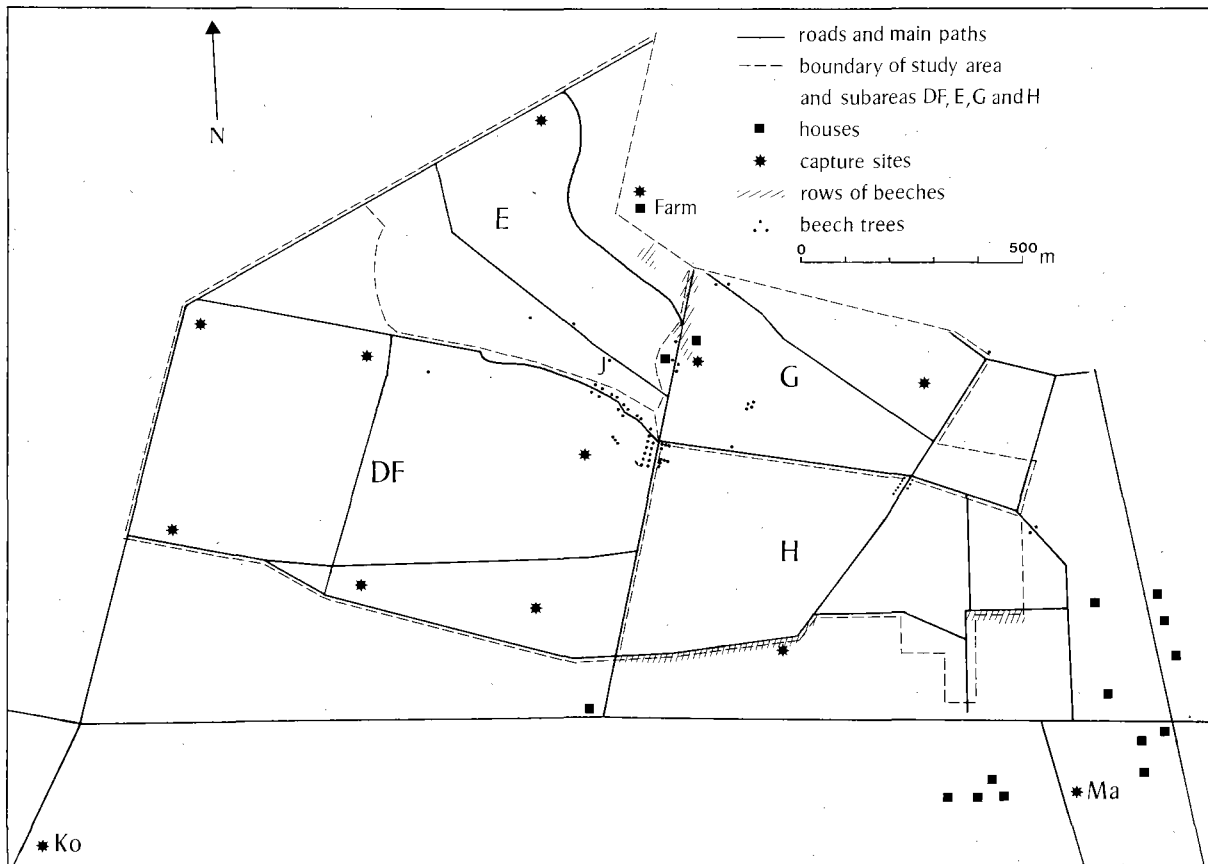 roads and main paths
boundary of study area
and subareas DF, E, G and H
houses
capture sites
rows of beeches
beech trees
0 500 m
N
E
Farm
J
G
DF
H
Ma
Ko